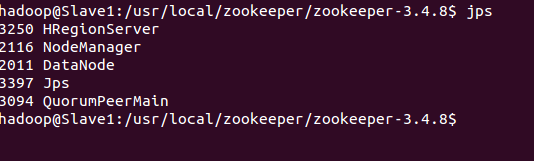 hadoop@Slave1:/usr/local/zookeeper/zookeeper-3.4.8$ jps
3250 HRegionServer
2116 NodeManager
2011 DataNode
3397 Jps
3094 QuorumPeerMain
hadoop@Slave1:/usr/local/zookeeper/zookeeper-3.4.8$